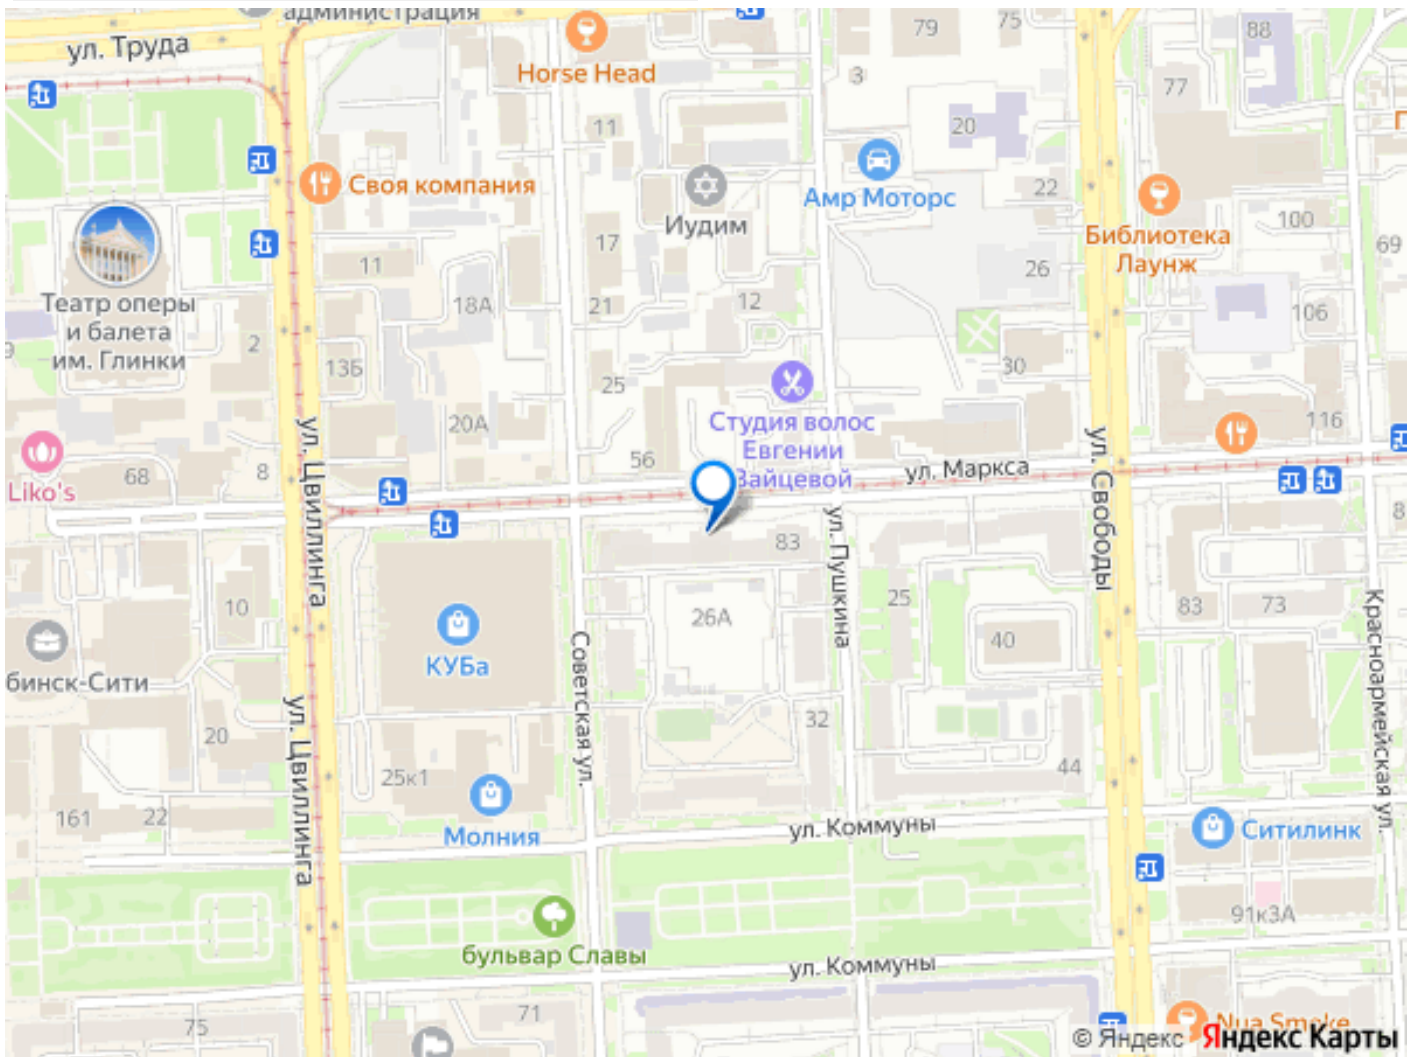 администрация
ул. Труда
Horse Head
79
75
88
3
77
11
20
Своя компания
Иудим
Амр Моторс
22
Библиотека
Лаунж
100
69
17
11
26
Театр оперы
и балета
им. Глинки
18А
21
12
106
2
13Б
30
25
20А
Студия волос
Евгении
Зайцевой
116
ул. Цвиллинга
56
ул. Маркса
ул. Свободы
Liko's
68
8
8
83
ул. Пушкина
10
КУБа
26А
25
40
83
73
Советская ул.
Красноармейская ул.
бинск-Сити
ул. Цвиллинга
20
32
25к1
44
161
22
Молния
ул. Коммуны
Ситилинк
91к3А
бульвар Славы
ул. Коммуны
75
71
Nua Smoke
© Яндекс Яндекс Карты